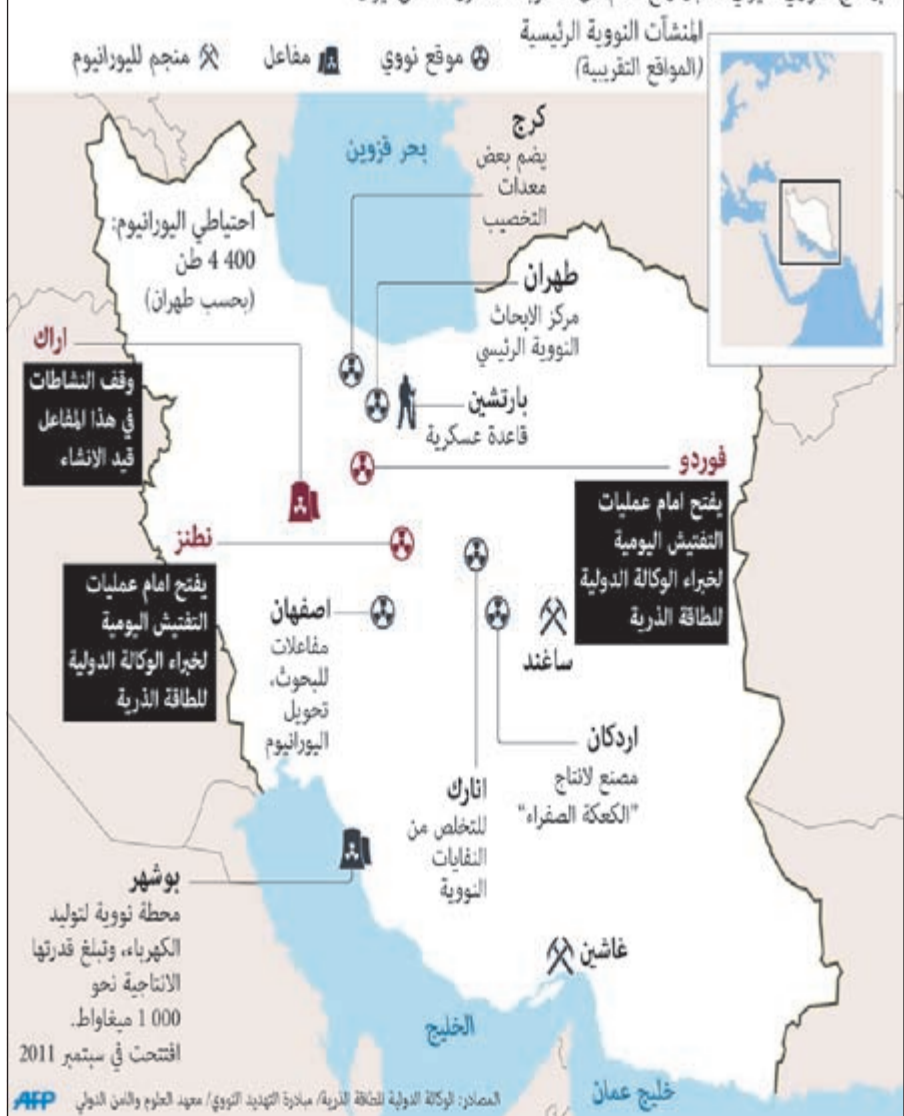 المنشآت النووية الرئيسية
(المواقع التقريبية)
موقع نووي
مفاعل
منجم لليورانيوم
بحر قزوين
كرج
يضم بعض
معدات
التخصيب
احتياطي اليورانيوم:
4 400 طن
(بحسب طهران)
طهران
مركز الابحاث
النووية الرئيسي
اراك
وقف النشاطات
في هذا المفاعل
قيد الانشاء
بارتشين
قاعدة عسكرية
فوردو
يفتح امام عمليات
التفتيش اليومية
لخبراء الوكالة الدولية
للطاقة الذرية
نطنز
يفتح امام عمليات
التفتيش اليومية
لخبراء الوكالة الدولية
للطاقة الذرية
اصفهان
مفاعلات
للبحوث،
تحويل
اليورانيوم
ساغند
اردكان
مصنع لانتاج
"الكعكة الصفراء"
انارك
للتخلص من
النفايات
النووية
بوشهر
محطة نووية لتوليد
الكهرباء، وتبلغ قدرتها
الانتاجية نحو
1 000 ميغاواط.
افتتحت في سبتمبر 2011
غاشين
الخليج
خليج عمان
المصادر: الوكالة الدولية للطاقة الذرية/ مبادرة التهديد النووي/ معهد العلوم والامن الدولي
AFP